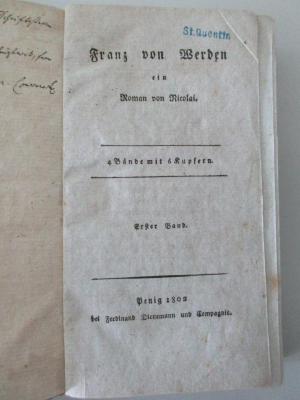 Schriftstem
St. Quentin
Franz von Werden
ein
Roman von Nicolai.
4 Bände mit 6 Kupfern.
Erster Band.
Penig 1802
bei Ferdinand Dienemann und Compagnie.